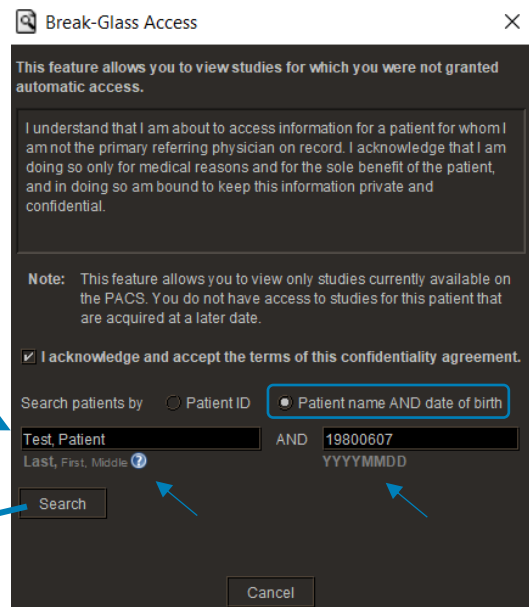 Break-Glass Access
This feature allows you to view studies for which you were not granted
automatic access.
I understand that I am about to access information for a patient for whom I
am not the primary referring physician on record. I acknowledge that I am
doing so only for medical reasons and for the sole benefit of the patient,
and in doing so am bound to keep this information private and
confidential.
Note: This feature allows you to view only studies currently available on
the PACS. You do not have access to studies for this patient that
are acquired at a later date.
I acknowledge and accept the terms of this confidentiality agreement.
Search patients by Patient ID Patient name AND date of birth
Test, Patient AND 19800607
Last, First, Middle ? YYYYMMDD
Search
Cancel